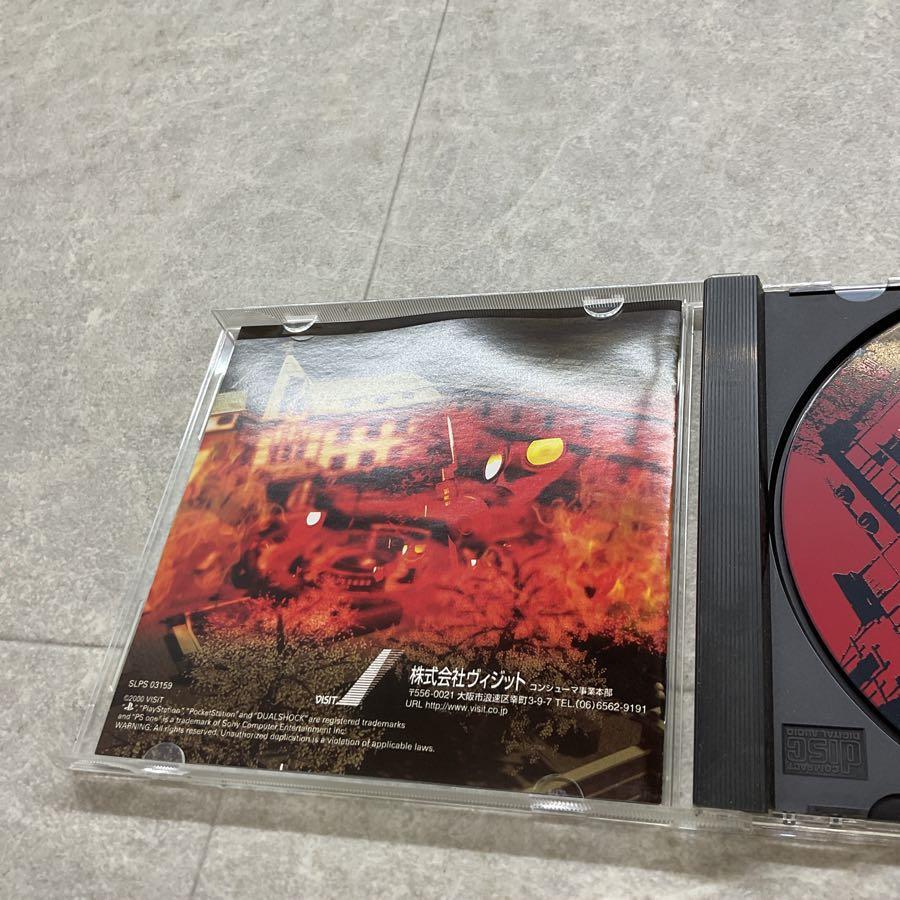 SLPS 03159
VISIT
株式会社ヴィジット コンシューマ事業本部
〒556-0021 大阪市浪速区幸町3-9-7 TEL.(06)6562-9191
URL http://www.visit.co.jp
©2000 VISIT
"PlayStation", "PocketStation" and "DUALSHOCK" are registered trademarks
and "PS one" is a trademark of Sony Computer Entertainment Inc.
WARNING: All rights reserved. Unauthorized duplication is a violation of applicable laws.
COMPACT
disc
DIGITAL AUDIO